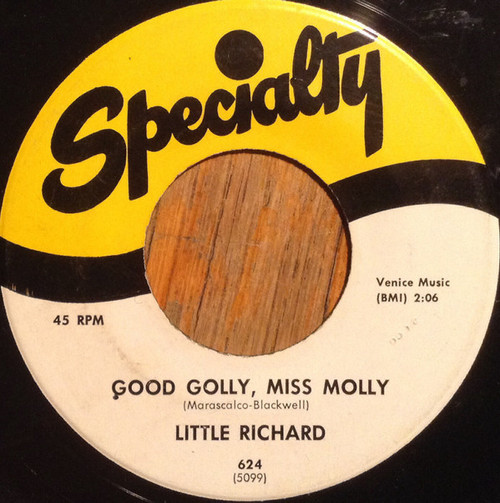 Specialty
Venice Music
(BMI) 2:06
45 RPM
GOOD GOLLY, MISS MOLLY
(Marascalco-Blackwell)
LITTLE RICHARD
624
(5099)